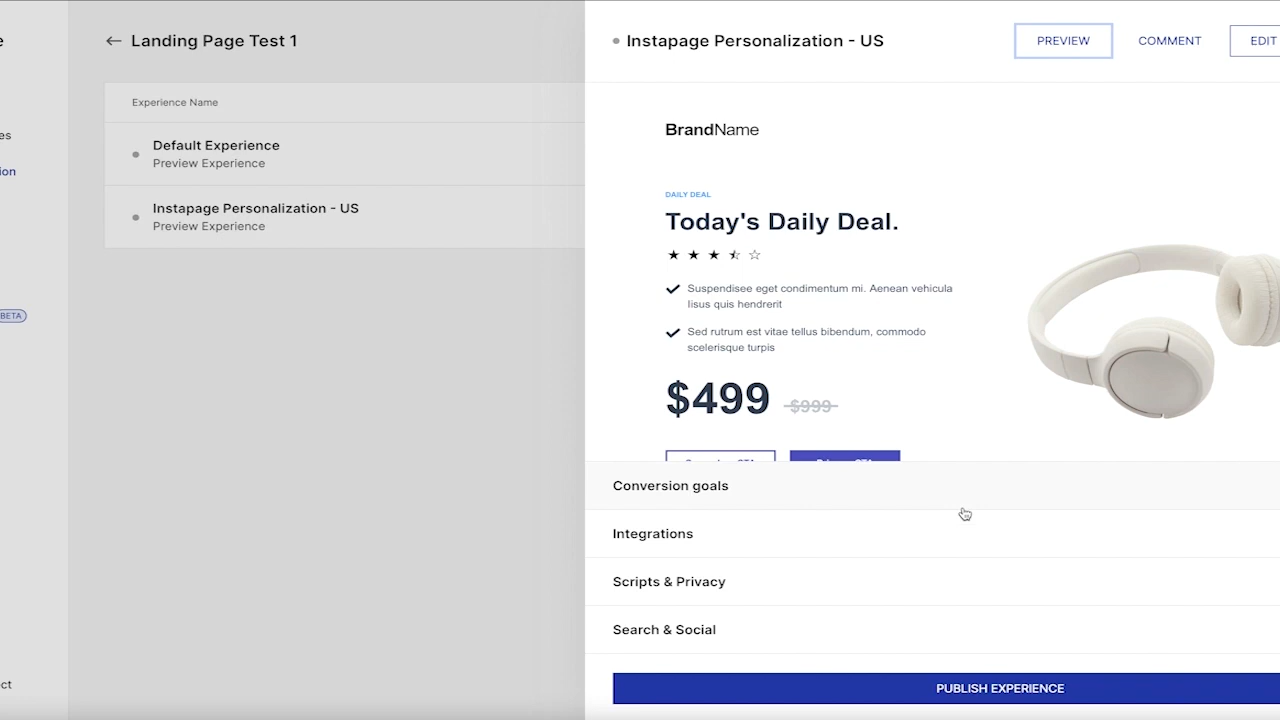 e
Landing Page Test 1
Instapage Personalization - US
PREVIEW
COMMENT
EDIT
Experience Name
Default Experience
Preview Experience
Instapage Personalization - US
Preview Experience
es
ion
BETA
ct
BrandName
DAILY DEAL
Today's Daily Deal.
Suspendisee eget condimentum mi. Aenean vehicula
lisus quis hendrerit
Sed rutrum est vitae tellus bibendum, commodo
scelerisque turpis
$499 $999
Conversion goals
Integrations
Scripts & Privacy
Search & Social
PUBLISH EXPERIENCE